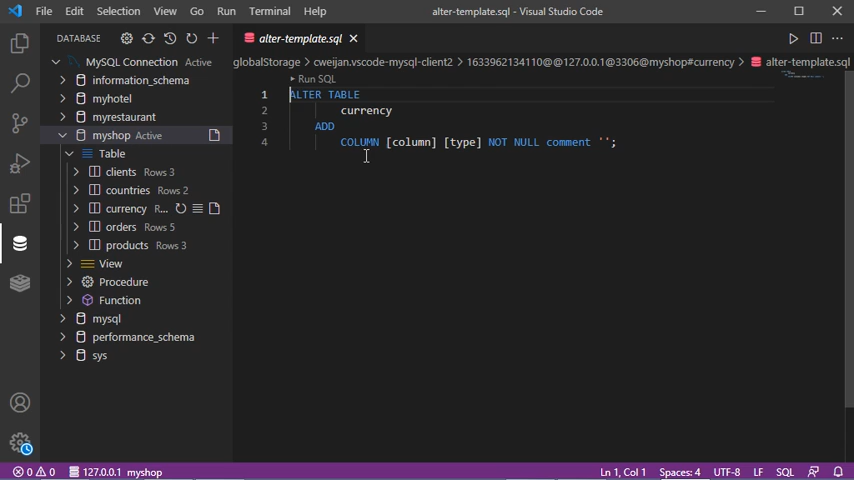 File Edit Selection View Go Run Terminal Help alter-template.sql - Visual Studio Code
DATABASE
alter-template.sql
MySQL Connection Active
globalStorage > cweijan.vscode-mysql-client2 > 1633962134110@@127.0.0.1@3306@myshop#currency > alter-template.sql
information_schema
myhotel
myrestaurant
myshop Active
Table
clients Rows 3
countries Rows 2
currency R...
orders Rows 5
products Rows 3
View
Procedure
Function
mysql
performance_schema
sys
Run SQL
1 ALTER TABLE
2 currency
3 ADD
4 COLUMN [column] [type] NOT NULL comment '';
0 0 127.0.0.1 myshop Ln 1, Col 1 Spaces: 4 UTF-8 LF SQL